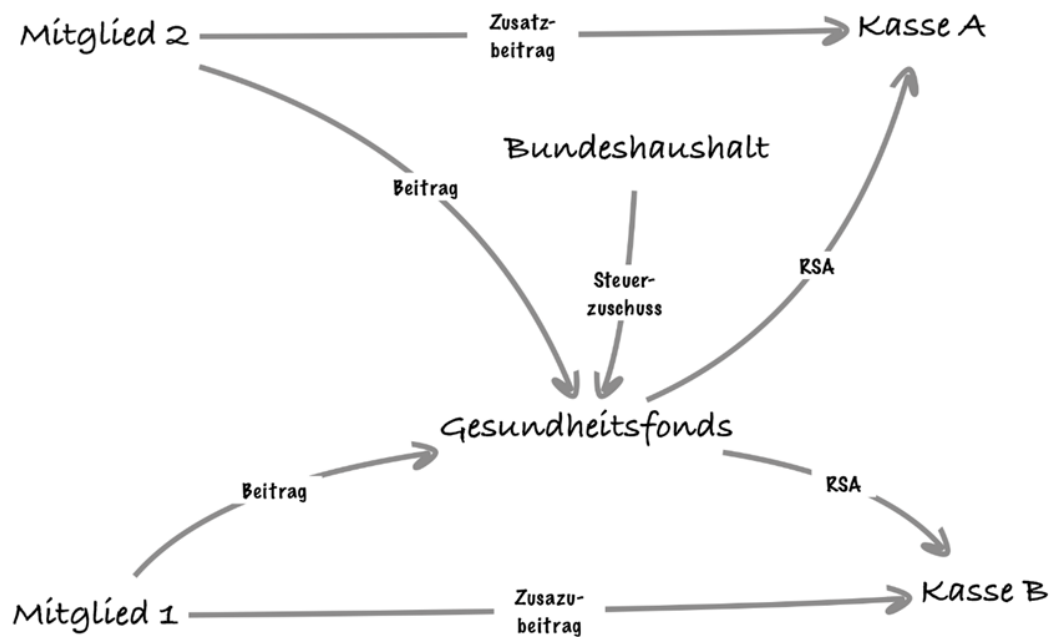 Mitglied 2
Zusatz-
beitrag
Kasse A
Bundeshaushalt
Beitrag
Steuer-
zuschuss
RSA
Gesundheitsfonds
Beitrag
RSA
Mitglied 1
Zusazu-
beitrag
Kasse B